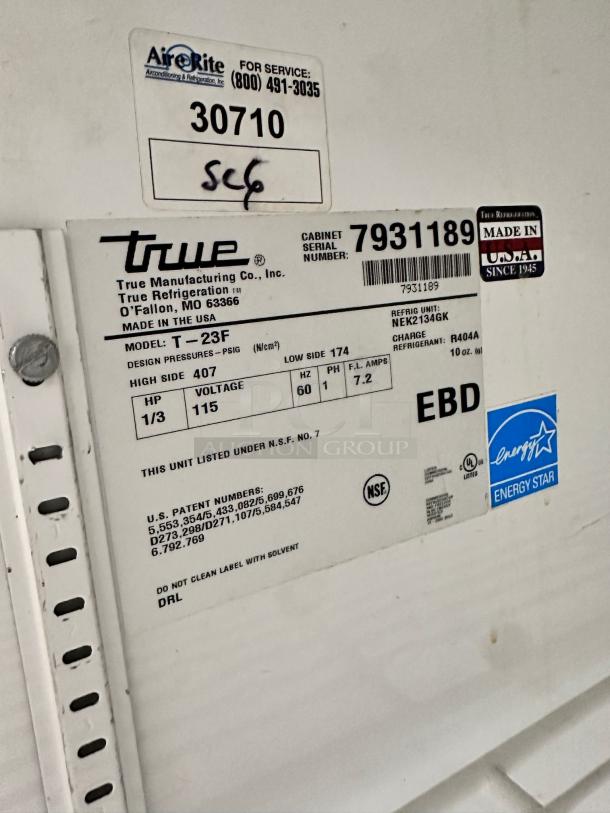 Aire Rite
Airconditioning & Refrigeration, Inc.
FOR SERVICE:
(800) 491-3035
30710
SC6
true ®
True Manufacturing Co., Inc.
True Refrigeration TM
O'Fallon, MO 63366
MADE IN THE USA
CABINET SERIAL NUMBER: 7931189
7931189
TRUE REFRIGERATION
MADE IN
U.S.A.
SINCE 1945
MODEL: T-23F
REFRIG UNIT:
NEK2134GK
DESIGN PRESSURES-PSIG (N/cm²)
CHARGE
REFRIGERANT: R404A
10 oz.
HIGH SIDE 407 LOW SIDE 174
HP VOLTAGE HZ PH F.L. AMPS
1/3 115 60 1 7.2
EBD
THIS UNIT LISTED UNDER N.S.F. NO. 7
AUCTION GROUP
energy
ENERGY STAR
U.S. PATENT NUMBERS:
5,553,354/5,433,082/5,699,676
D273,298/D271,107/5,584,547
6.792.769
NSF
C UL US
LISTED
DO NOT CLEAN LABEL WITH SOLVENT
DRL